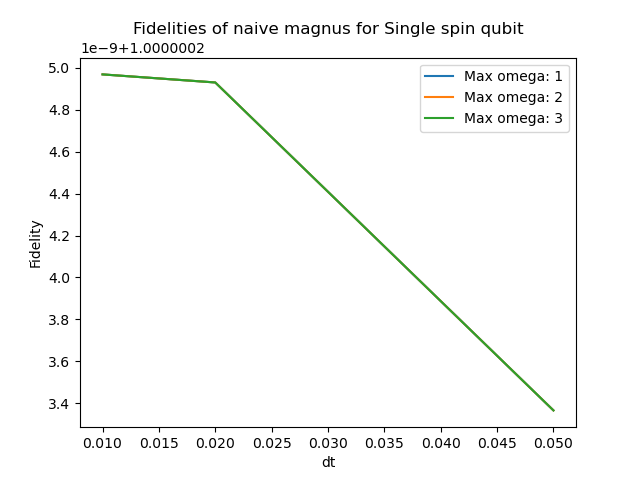 Fidelities of naive magnus for Single spin qubit
1e−9+1.0000002
5.0
4.8
4.6
4.4
4.2
4.0
3.8
3.6
3.4
Fidelity
Max omega: 1
Max omega: 2
Max omega: 3
0.010 0.015 0.020 0.025 0.030 0.035 0.040 0.045 0.050
dt